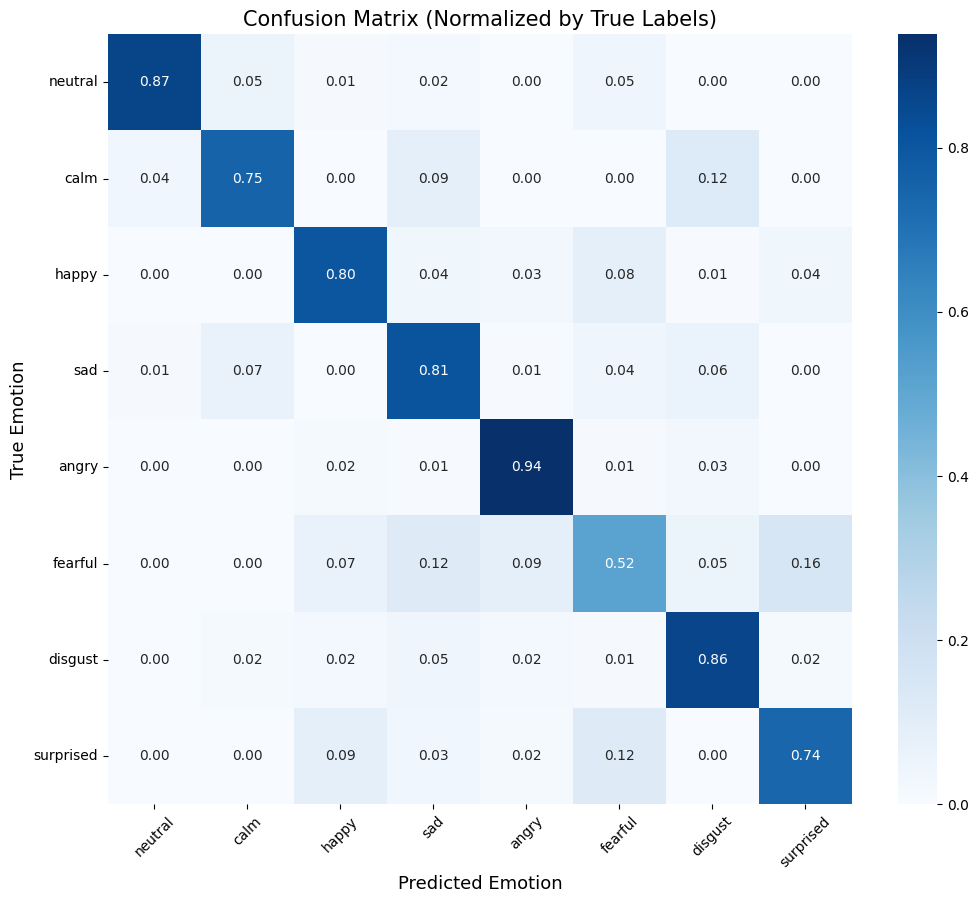 Confusion Matrix (Normalized by True Labels)
neutral 0.87 0.05 0.01 0.02 0.00 0.05 0.00 0.00
calm 0.04 0.75 0.00 0.09 0.00 0.00 0.12 0.00
happy 0.00 0.00 0.80 0.04 0.03 0.08 0.01 0.04
sad 0.01 0.07 0.00 0.81 0.01 0.04 0.06 0.00
angry 0.00 0.00 0.02 0.01 0.94 0.01 0.03 0.00
fearful 0.00 0.00 0.07 0.12 0.09 0.52 0.05 0.16
disgust 0.00 0.02 0.02 0.05 0.02 0.01 0.86 0.02
surprised 0.00 0.00 0.09 0.03 0.02 0.12 0.00 0.74
neutral calm happy sad angry fearful disgust surprised
Predicted Emotion
True Emotion
0.8
0.6
0.4
0.2
0.0